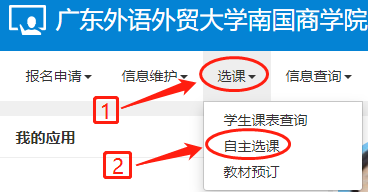 广东外语外贸大学南国商学院
报名申请 信息维护 选课 信息查询
1
学生课表查询
我的应用
2 自主选课
教材预订